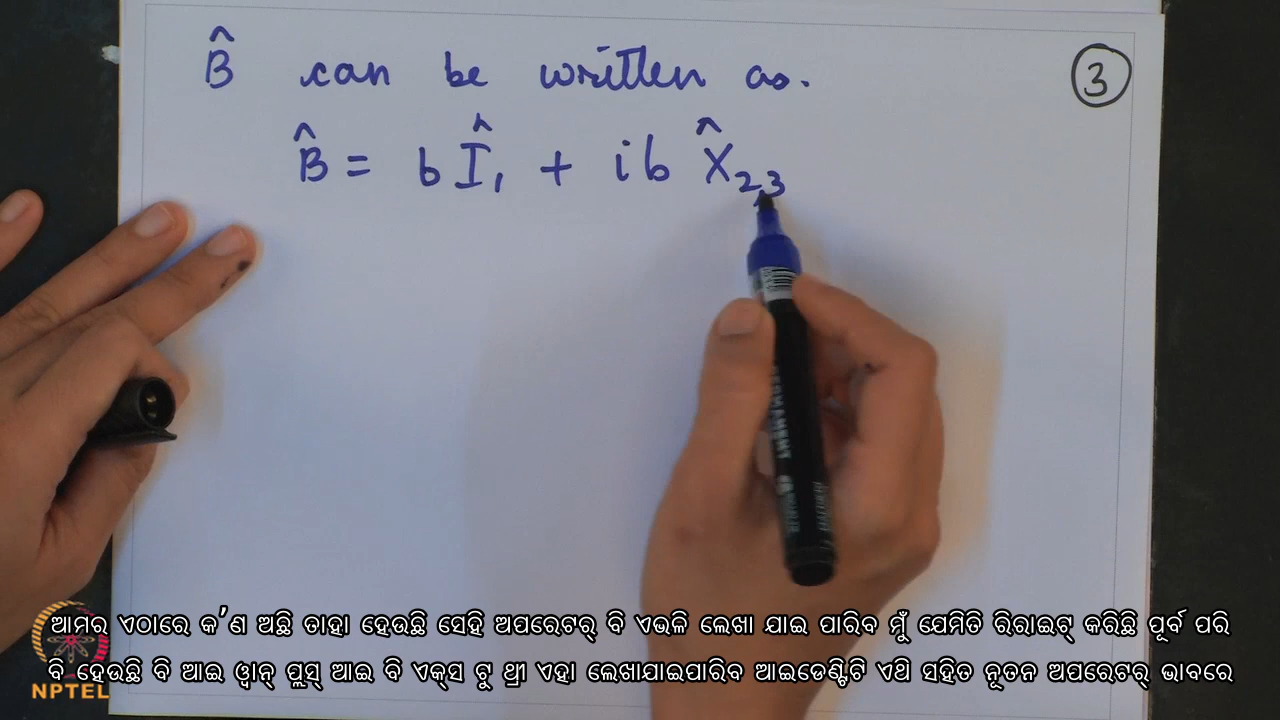 B̂ can be written as.
③
B̂ = b Î₁ + i b X̂₂₃
ଆମର ଏଠାରେ କ'ଣ ଅଛି ତାହା ହେଉଛି ସେହି ଅପରେଟର୍ ବି ଏଭଳି ଲେଖା ଯାଇ ପାରିବ ମୁଁ ଯେମିତି ରିରାଇଟ୍ କରିଛି ପୂର୍ବ ପରି
ବି ହେଉଛି ବି ଆଇ ୱାନ୍ ପ୍ଲସ୍ ଆଇ ବି ଏକ୍ସ ଟୁ ଥ୍ରୀ ଏହା ଲେଖାଯାଇପାରିବ ଆଇଡେଣ୍ଟିଟି ଏଥି ସହିତ ନୂତନ ଅପରେଟର୍ ଭାବରେ
NPTEL